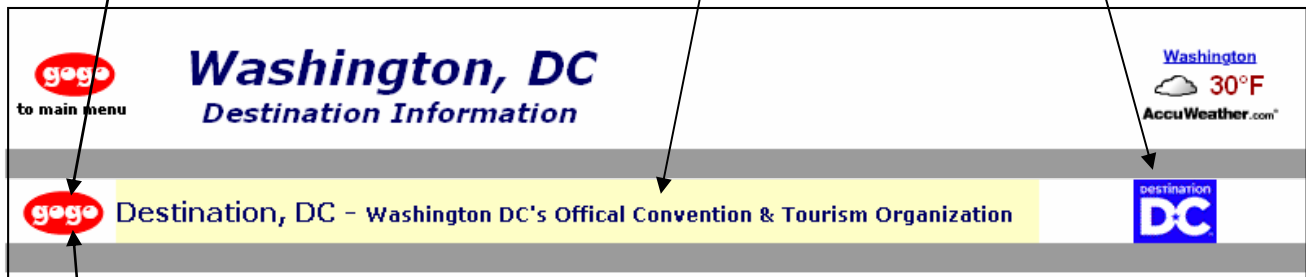 gogo
to main menu
Washington, DC
Destination Information
Washington
30°F
AccuWeather.com
gogo
Destination, DC - Washington DC's Offical Convention & Tourism Organization
DESTINATION
DC